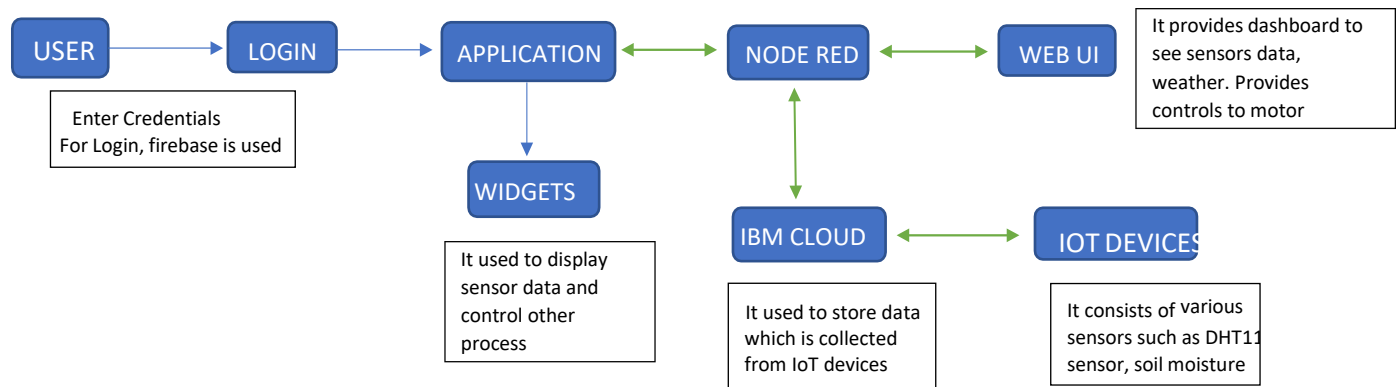 USER
LOGIN
APPLICATION
NODE RED
WEB UI
It provides dashboard to
see sensors data,
weather. Provides
controls to motor
Enter Credentials
For Login, firebase is used
WIDGETS
IBM CLOUD
IOT DEVICES
It used to display
sensor data and
control other
process
It used to store data
which is collected
from IoT devices
It consists of various
sensors such as DHT11
sensor, soil moisture